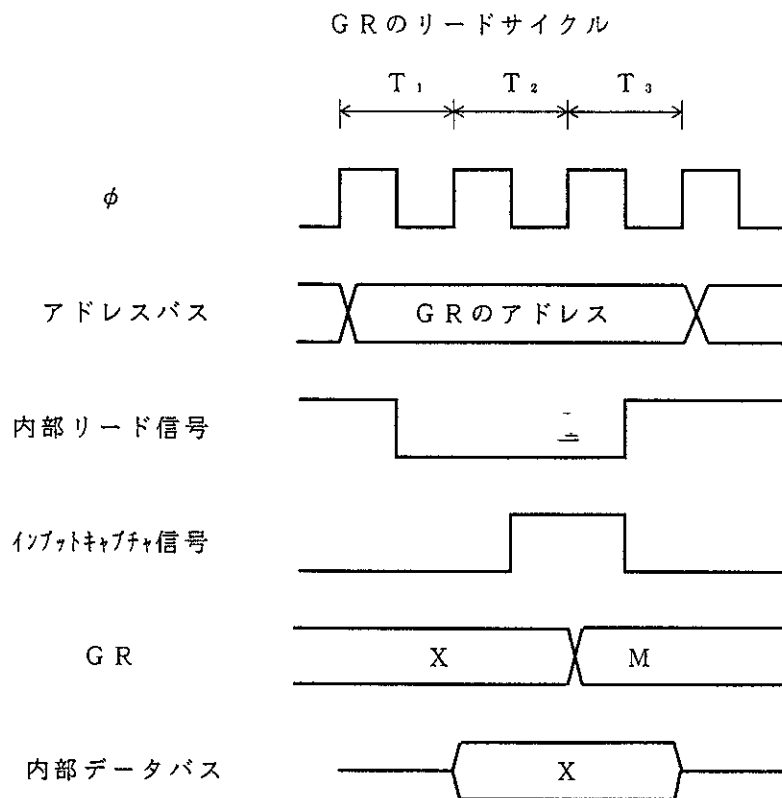 GRのリードサイクル
T₁ T₂ T₃
φ
アドレスバス GRのアドレス
内部リード信号
インプットキャプチャ信号
GR X M
内部データバス X